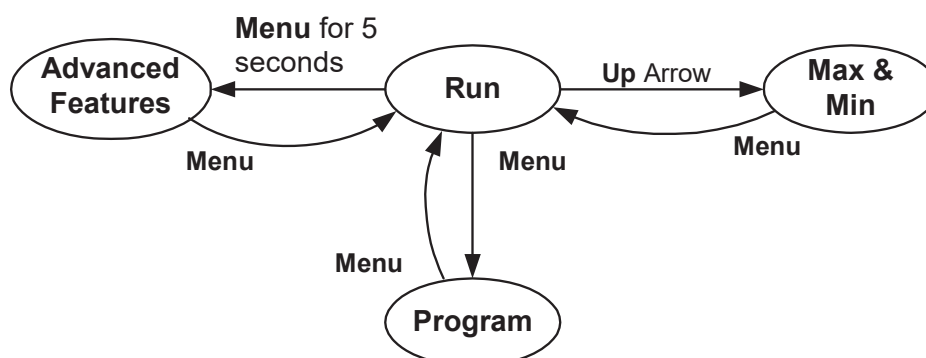 Menu for 5
seconds
Advanced
Features
Run
Up Arrow
Max &
Min
Menu
Menu
Menu
Menu
Program